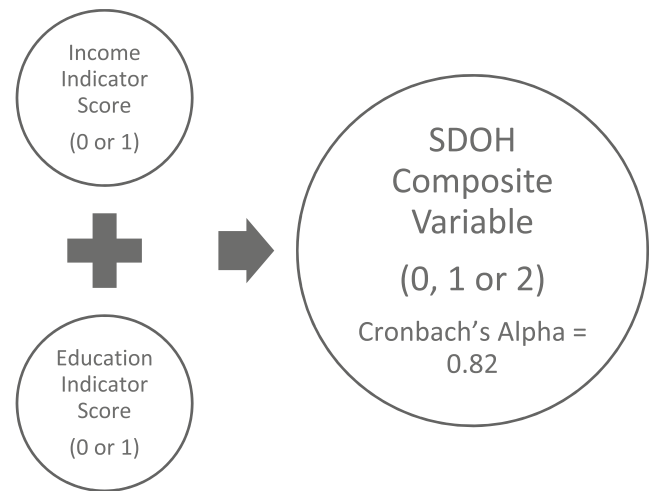 Income
Indicator
Score
(0 or 1)
Education
Indicator
Score
(0 or 1)
SDOH
Composite
Variable
(0, 1 or 2)
Cronbach’s Alpha =
0.82